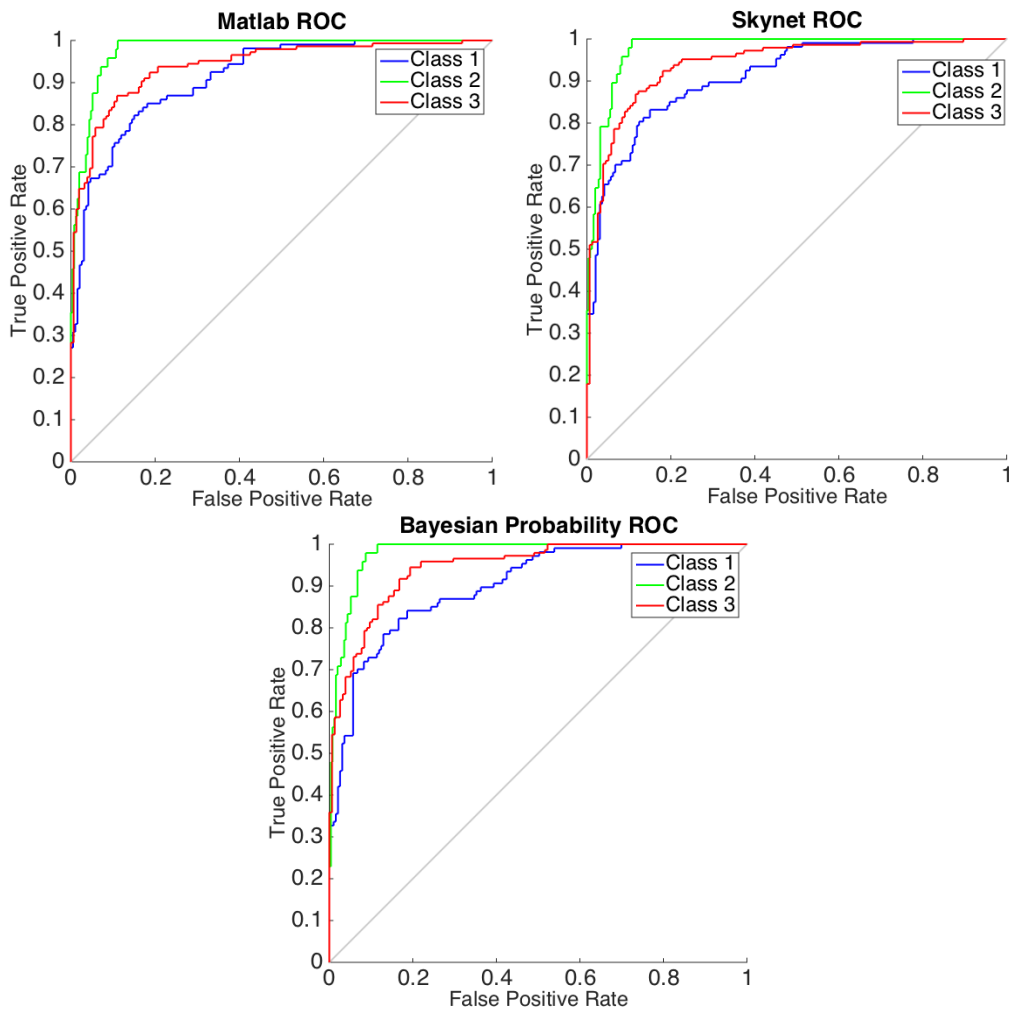 Matlab ROC
True Positive Rate
1
0.9
0.8
0.7
0.6
0.5
0.4
0.3
0.2
0.1
0
Class 1
Class 2
Class 3
0
0.2
0.4
0.6
0.8
1
False Positive Rate
Skynet ROC
True Positive Rate
1
0.9
0.8
0.7
0.6
0.5
0.4
0.3
0.2
0.1
0
Class 1
Class 2
Class 3
0
0.2
0.4
0.6
0.8
1
False Positive Rate
Bayesian Probability ROC
True Positive Rate
1
0.9
0.8
0.7
0.6
0.5
0.4
0.3
0.2
0.1
0
Class 1
Class 2
Class 3
0
0.2
0.4
0.6
0.8
1
False Positive Rate